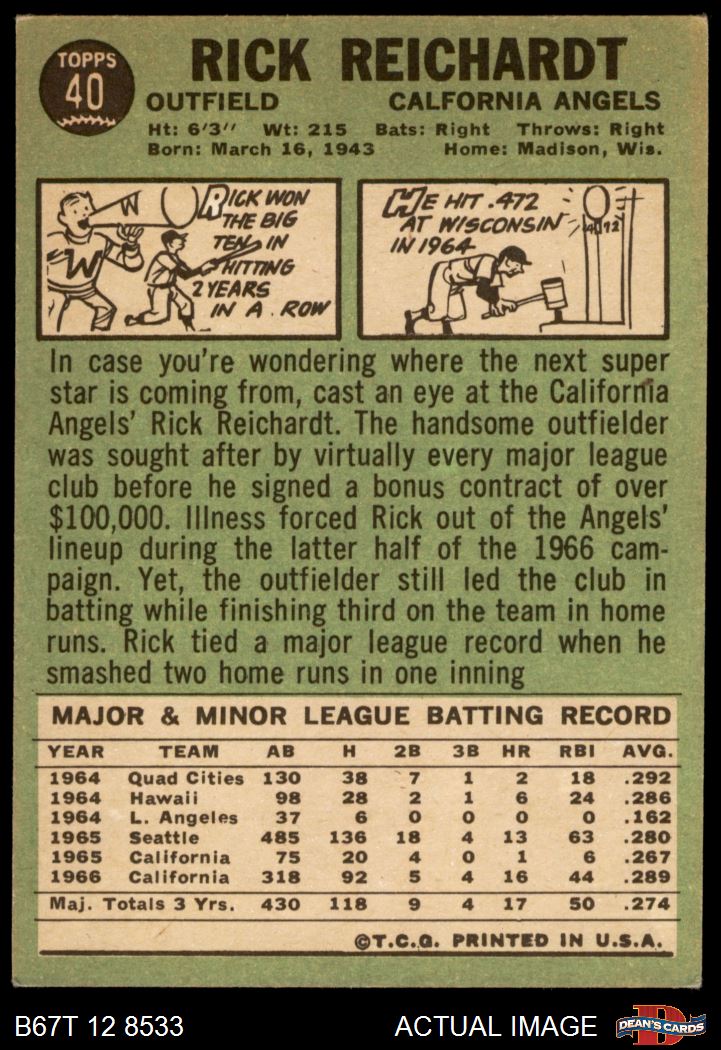 TOPPS
40
RICK REICHARDT
OUTFIELD CALFORNIA ANGELS
Ht: 6'3" Wt: 215 Bats: Right Throws: Right
Born: March 16, 1943 Home: Madison, Wis.
W
W
RICK WON
THE BIG
TEN IN
HITTING
2 YEARS
IN A ROW
HE HIT .472
AT WISCONSIN
IN 1964
In case you're wondering where the next super
star is coming from, cast an eye at the California
Angels' Rick Reichardt. The handsome outfielder
was sought after by virtually every major league
club before he signed a bonus contract of over
$100,000. Illness forced Rick out of the Angels'
lineup during the latter half of the 1966 cam-
paign. Yet, the outfielder still led the club in
batting while finishing third on the team in home
runs. Rick tied a major league record when he
smashed two home runs in one inning
MAJOR & MINOR LEAGUE BATTING RECORD
YEAR TEAM AB H 2B 3B HR RBI AVG.
1964 Quad Cities 130 38 7 1 2 18 .292
1964 Hawaii 98 28 2 1 6 24 .286
1964 L. Angeles 37 6 0 0 0 0 .162
1965 Seattle 485 136 18 4 13 63 .280
1965 California 75 20 4 0 1 6 .267
1966 California 318 92 5 4 16 44 .289
Maj. Totals 3 Yrs. 430 118 9 4 17 50 .274
©T.C.G. PRINTED IN U.S.A.
B67T 12 8533 ACTUAL IMAGE
D
DEAN'S CARDS